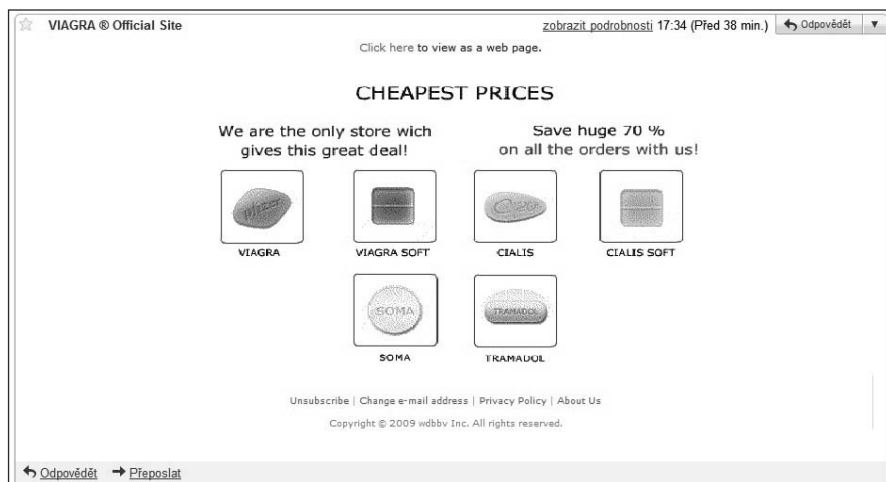 VIAGRA ® Official Site zobrazit podrobnosti 17:34 (Před 38 min.) Odpovědět
Click here to view as a web page.
CHEAPEST PRICES
We are the only store wich
gives this great deal!
Save huge 70 %
on all the orders with us!
pfizer
VIAGRA VIAGRA SOFT CIALIS CIALIS SOFT
SOMA TRAMADOL
SOMA TRAMADOL
Unsubscribe | Change e-mail address | Privacy Policy | About Us
Copyright © 2009 wdbbv Inc. All rights reserved.
Odpovědět Přeposlat